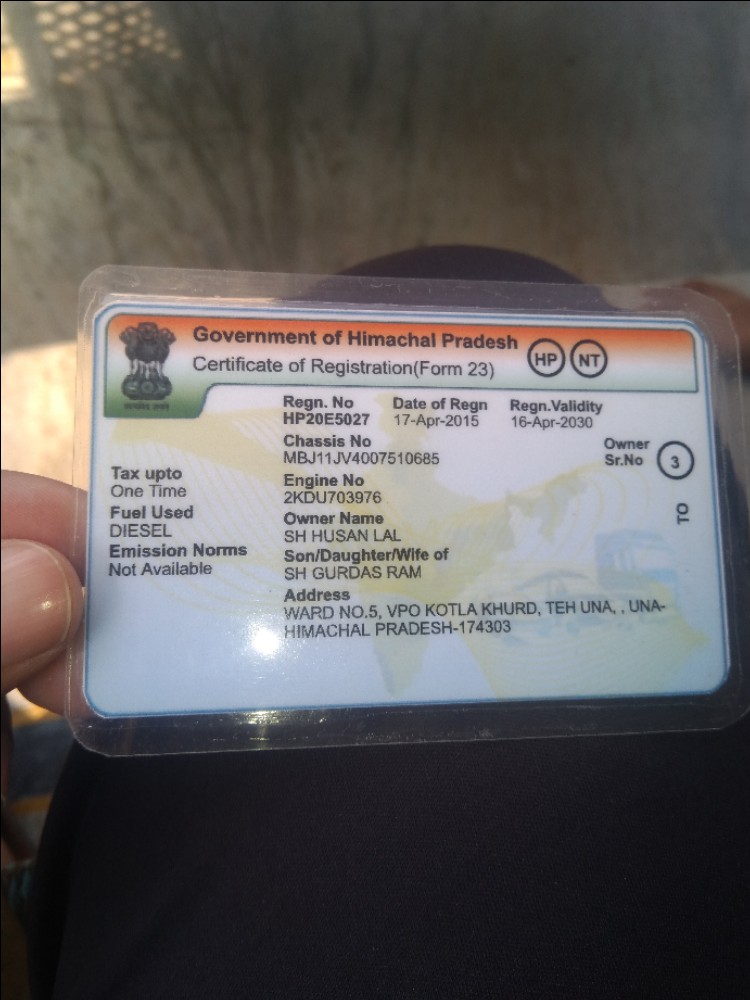 Government of Himachal Pradesh
Certificate of Registration(Form 23)
HP
NT
Regn. No Date of Regn Regn.Validity
HP20E5027 17-Apr-2015 16-Apr-2030
Chassis No
MBJ11JV4007510685
Owner
Sr.No
3
Tax upto
One Time
Engine No
2KDU703976
Fuel Used
DIESEL
Owner Name
SH HUSAN LAL
TO
Emission Norms
Not Available
Son/Daughter/Wife of
SH GURDAS RAM
Address
WARD NO.5, VPO KOTLA KHURD, TEH UNA, , UNA-
HIMACHAL PRADESH-174303